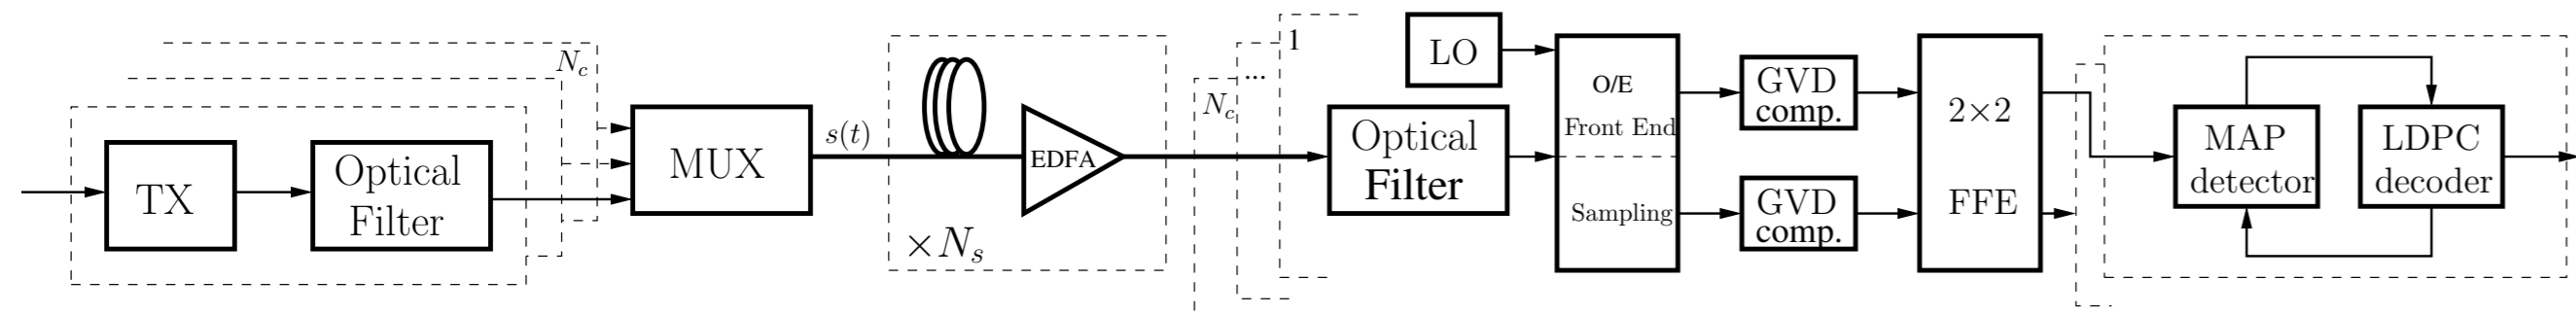 TX
Optical
Filter
N_c
MUX
s(t)
EDFA
×N_s
N_c
...
1
Optical
Filter
LO
O/E
Front End
Sampling
GVD
comp.
GVD
comp.
2×2
FFE
MAP
detector
LDPC
decoder